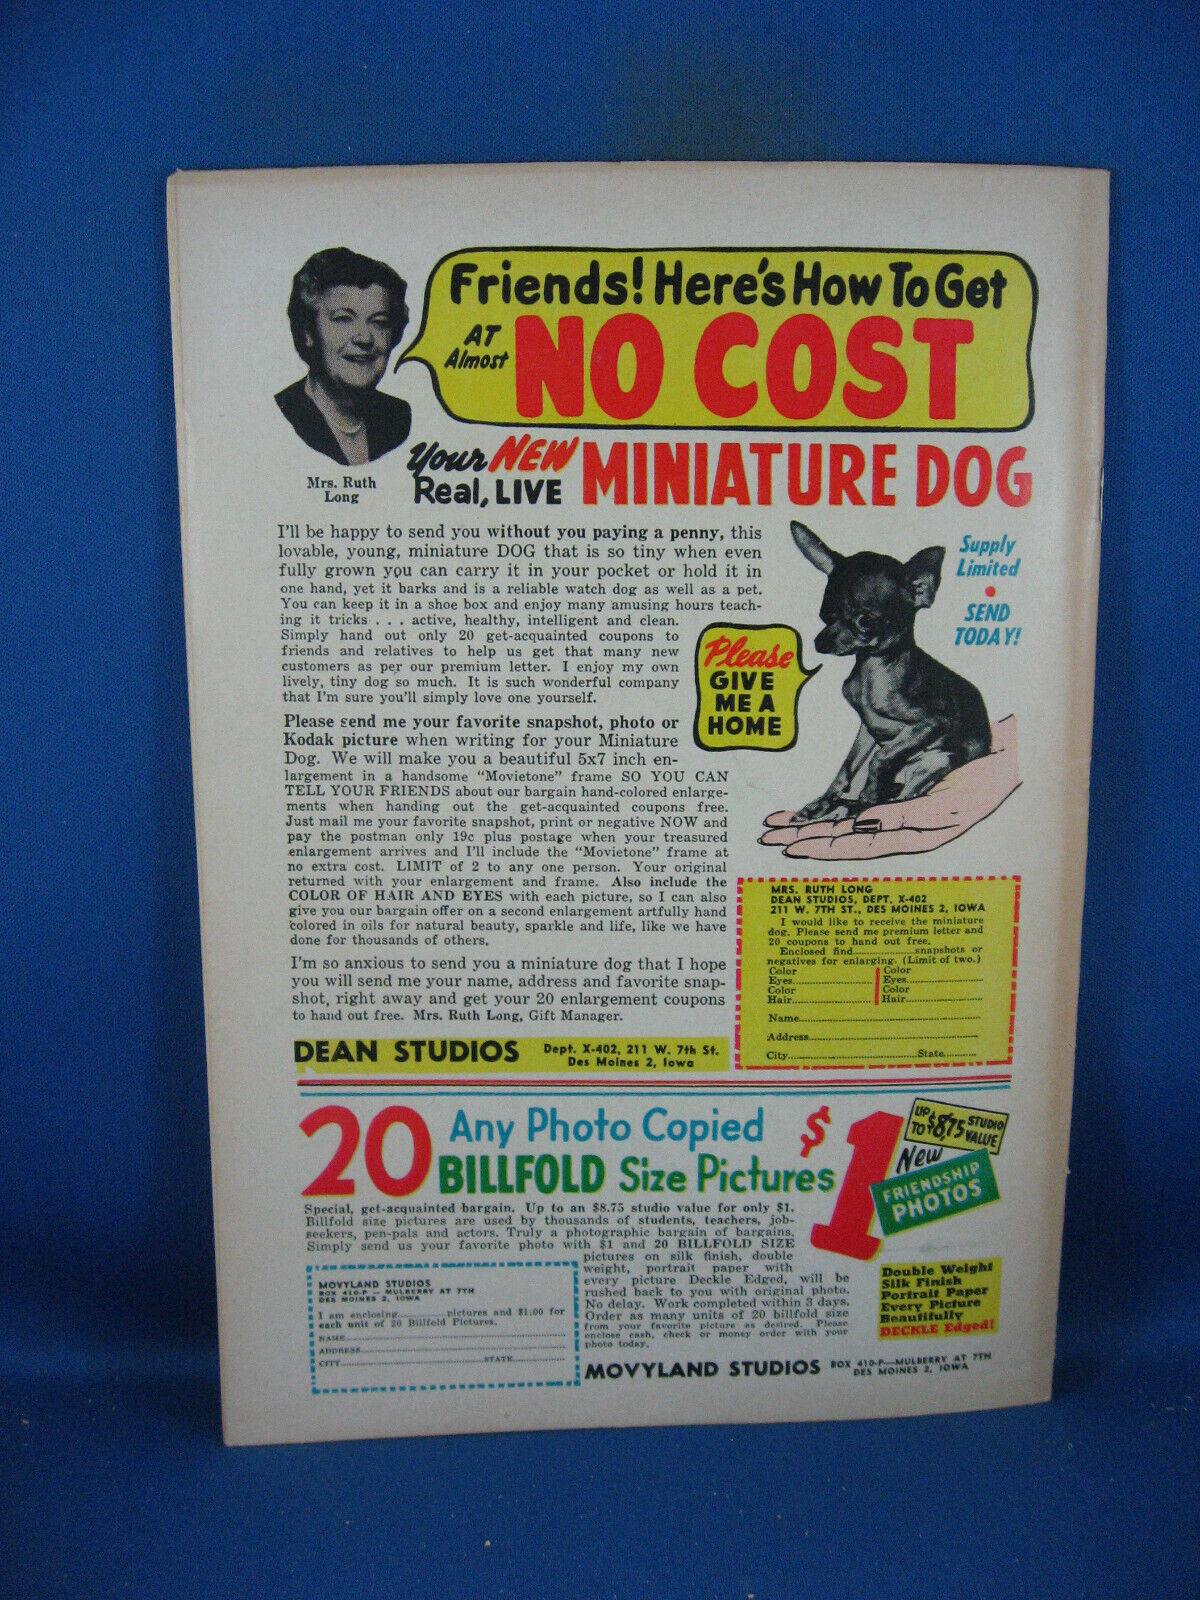 Friends! Here's How To Get
AT
Almost
NO COST
Mrs. Ruth
Long
Your NEW
Real, LIVE
MINIATURE DOG
I'll be happy to send you without you paying a penny, this
lovable, young, miniature DOG that is so tiny when even
fully grown you can carry it in your pocket or hold it in
one hand, yet it barks and is a reliable watch dog as well as a pet.
You can keep it in a shoe box and enjoy many amusing hours teach-
ing it tricks . . . active, healthy, intelligent and clean.
Simply hand out only 20 get-acquainted coupons to
friends and relatives to help us get that many new
customers as per our premium letter. I enjoy my own
lively, tiny dog so much. It is such wonderful company
that I'm sure you'll simply love one yourself.
Supply
Limited
•
SEND
TODAY!
Please
GIVE
ME A
HOME
Please send me your favorite snapshot, photo or
Kodak picture when writing for your Miniature
Dog. We will make you a beautiful 5x7 inch en-
largement in a handsome "Movietone" frame SO YOU CAN
TELL YOUR FRIENDS about our bargain hand-colored enlarge-
ments when handing out the get-acquainted coupons free.
Just mail me your favorite snapshot, print or negative NOW and
pay the postman only 19c plus postage when your treasured
enlargement arrives and I'll include the "Movietone" frame at
no extra cost. LIMIT of 2 to any one person. Your original
returned with your enlargement and frame. Also include the
COLOR OF HAIR AND EYES with each picture, so I can also
give you our bargain offer on a second enlargement artfully hand
colored in oils for natural beauty, sparkle and life, like we have
done for thousands of others.
I'm so anxious to send you a miniature dog that I hope
you will send me your name, address and favorite snap-
shot, right away and get your 20 enlargement coupons
to hand out free. Mrs. Ruth Long, Gift Manager.
DEAN STUDIOS
Dept. X-402, 211 W. 7th St.
Des Moines 2, Iowa
MRS. RUTH LONG
DEAN STUDIOS, DEPT. X-402
211 W. 7TH ST., DES MOINES 2, IOWA
I would like to receive the miniature
dog. Please send me premium letter and
20 coupons to hand out free.
Enclosed find..................snapshots or
negatives for enlarging. (Limit of two.)
Color
Eyes..................
Color
Hair..................
Color
Eyes..................
Color
Hair..................
Name..................
Address..................
City..................State..........
20 Any Photo Copied
BILLFOLD Size Pictures
$1
UP TO $8.75 STUDIO VALUE
New
FRIENDSHIP
PHOTOS
Special, get-acquainted bargain. Up to an $8.75 studio value for only $1.
Billfold size pictures are used by thousands of students, teachers, job-
seekers, pen-pals and actors. Truly a photographic bargain of bargains.
Simply send us your favorite photo with $1 and 20 BILLFOLD SIZE
pictures on silk finish, double
weight, portrait paper with
every picture Deckle Edged, will be
rushed back to you with original photo.
No delay. Work completed within 3 days.
Order as many units of 20 billfold size
from your favorite picture as desired. Please
enclose cash, check or money order with your
photo today.
Double Weight
Silk Finish
Portrait Paper
Every Picture
Beautifully
DECKLE Edged!
MOVYLAND STUDIOS
BOX 410-P — MULBERRY AT 7TH
DES MOINES 2, IOWA
I am enclosing..........pictures and $1.00 for
each unit of 20 Billfold Pictures.
NAME
ADDRESS
CITY STATE
MOVYLAND STUDIOS
BOX 410-P—MULBERRY AT 7TH
DES MOINES 2, IOWA